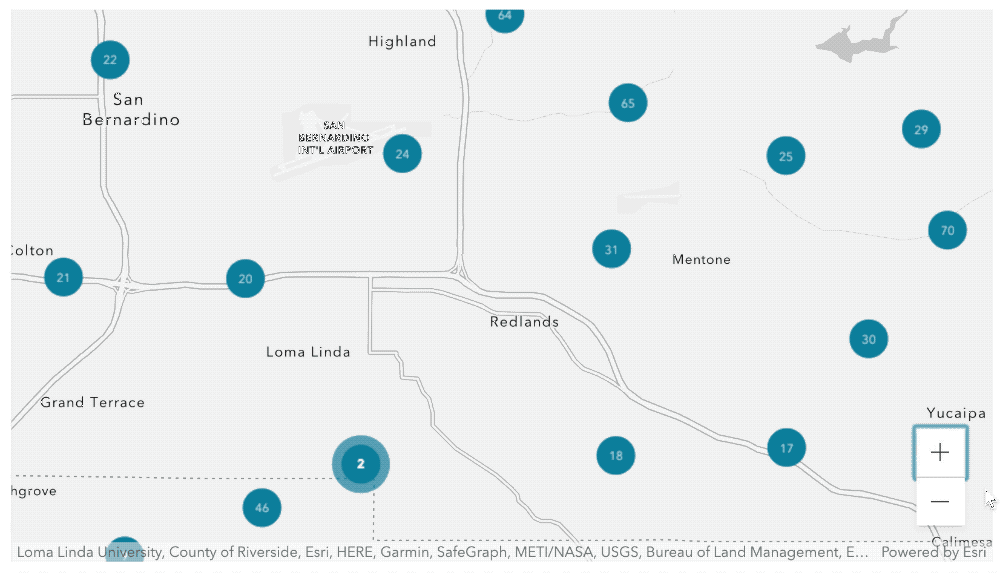 64
Highland
22
San
Bernardino
65
SAN
BERNARDINO
INT'L AIRPORT
24
29
25
70
Colton
21
20
31
Mentone
Redlands
Loma Linda
30
Grand Terrace
Yucaipa
+
17
18
2
hgrove
46
−
Calimesa
Loma Linda University, County of Riverside, Esri, HERE, Garmin, SafeGraph, METI/NASA, USGS, Bureau of Land Management, E...
Powered by Esri